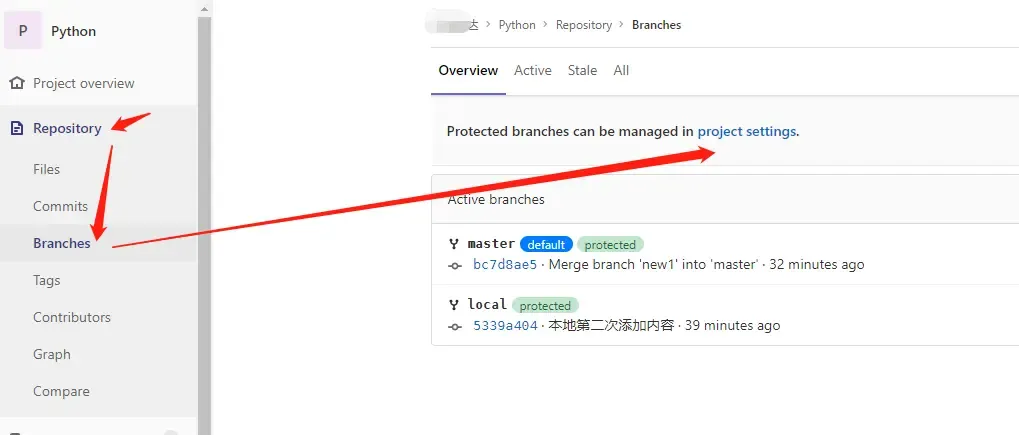 P Python
Project overview
Repository
Files
Commits
Branches
Tags
Contributors
Graph
Compare
达 > Python > Repository > Branches
Overview Active Stale All
Protected branches can be managed in project settings.
Active branches
master default protected
bc7d8ae5 · Merge branch 'new1' into 'master' · 32 minutes ago
local protected
5339a404 · 本地第二次添加内容 · 39 minutes ago